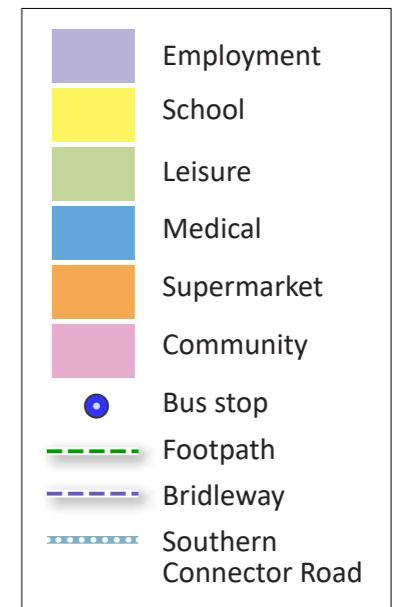 Employment
School
Leisure
Medical
Supermarket
Community
Bus stop
Footpath
Bridleway
Southern
Connector Road